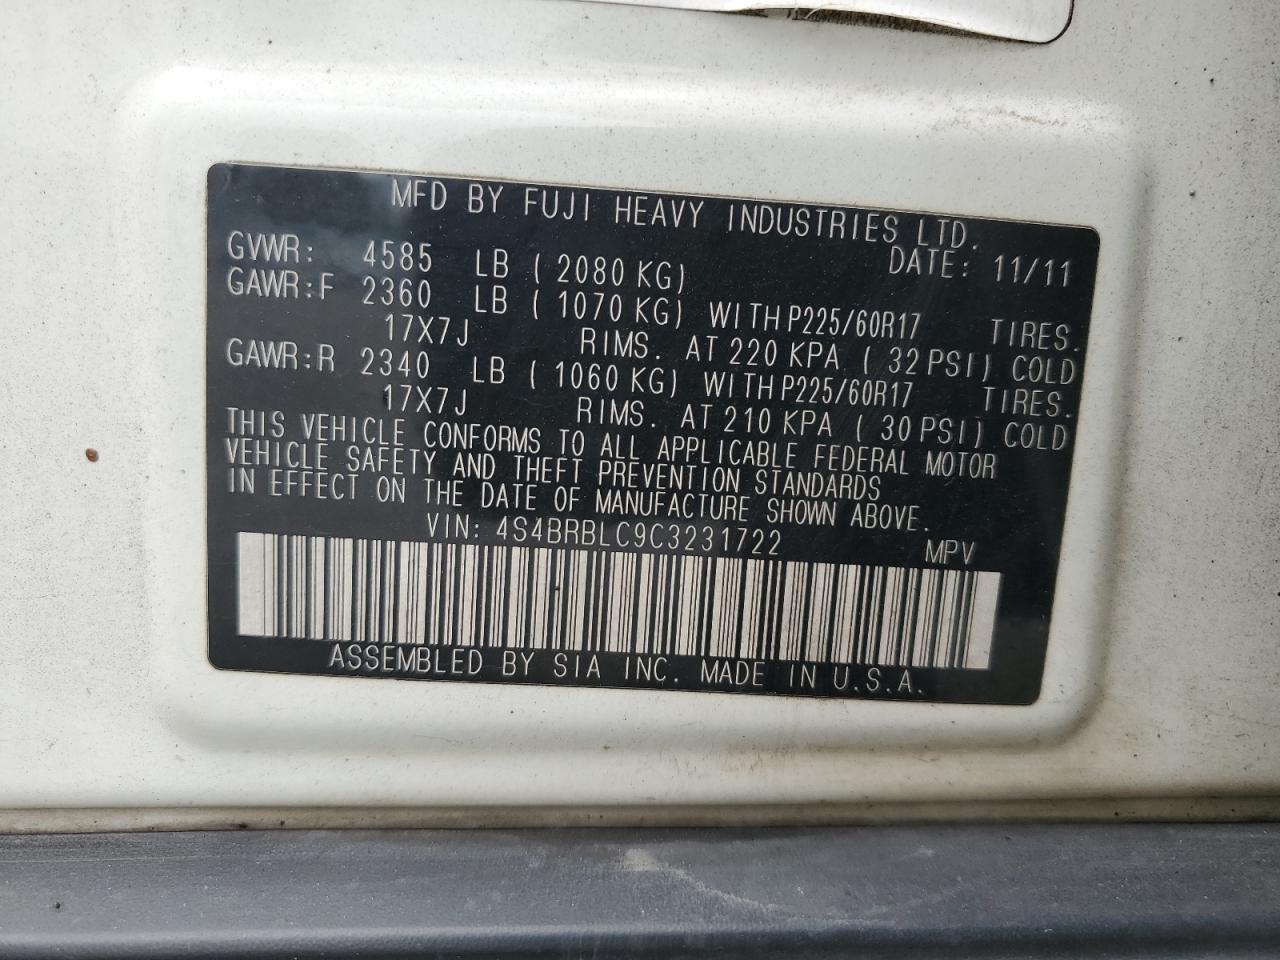 MFD BY FUJI HEAVY INDUSTRIES LTD.
DATE: 11/11
GVWR: 4585 LB ( 2080 KG)
GAWR:F 2360 LB ( 1070 KG) WITH P225/60R17 TIRES.
17X7J RIMS. AT 220 KPA ( 32 PSI) COLD
GAWR:R 2340 LB ( 1060 KG) WITH P225/60R17 TIRES.
17X7J RIMS. AT 210 KPA ( 30 PSI) COLD
THIS VEHICLE CONFORMS TO ALL APPLICABLE FEDERAL MOTOR
VEHICLE SAFETY AND THEFT PREVENTION STANDARDS
IN EFFECT ON THE DATE OF MANUFACTURE SHOWN ABOVE.
VIN: 4S4BRBLC9C3231722 MPV
ASSEMBLED BY SIA INC. MADE IN U.S.A.